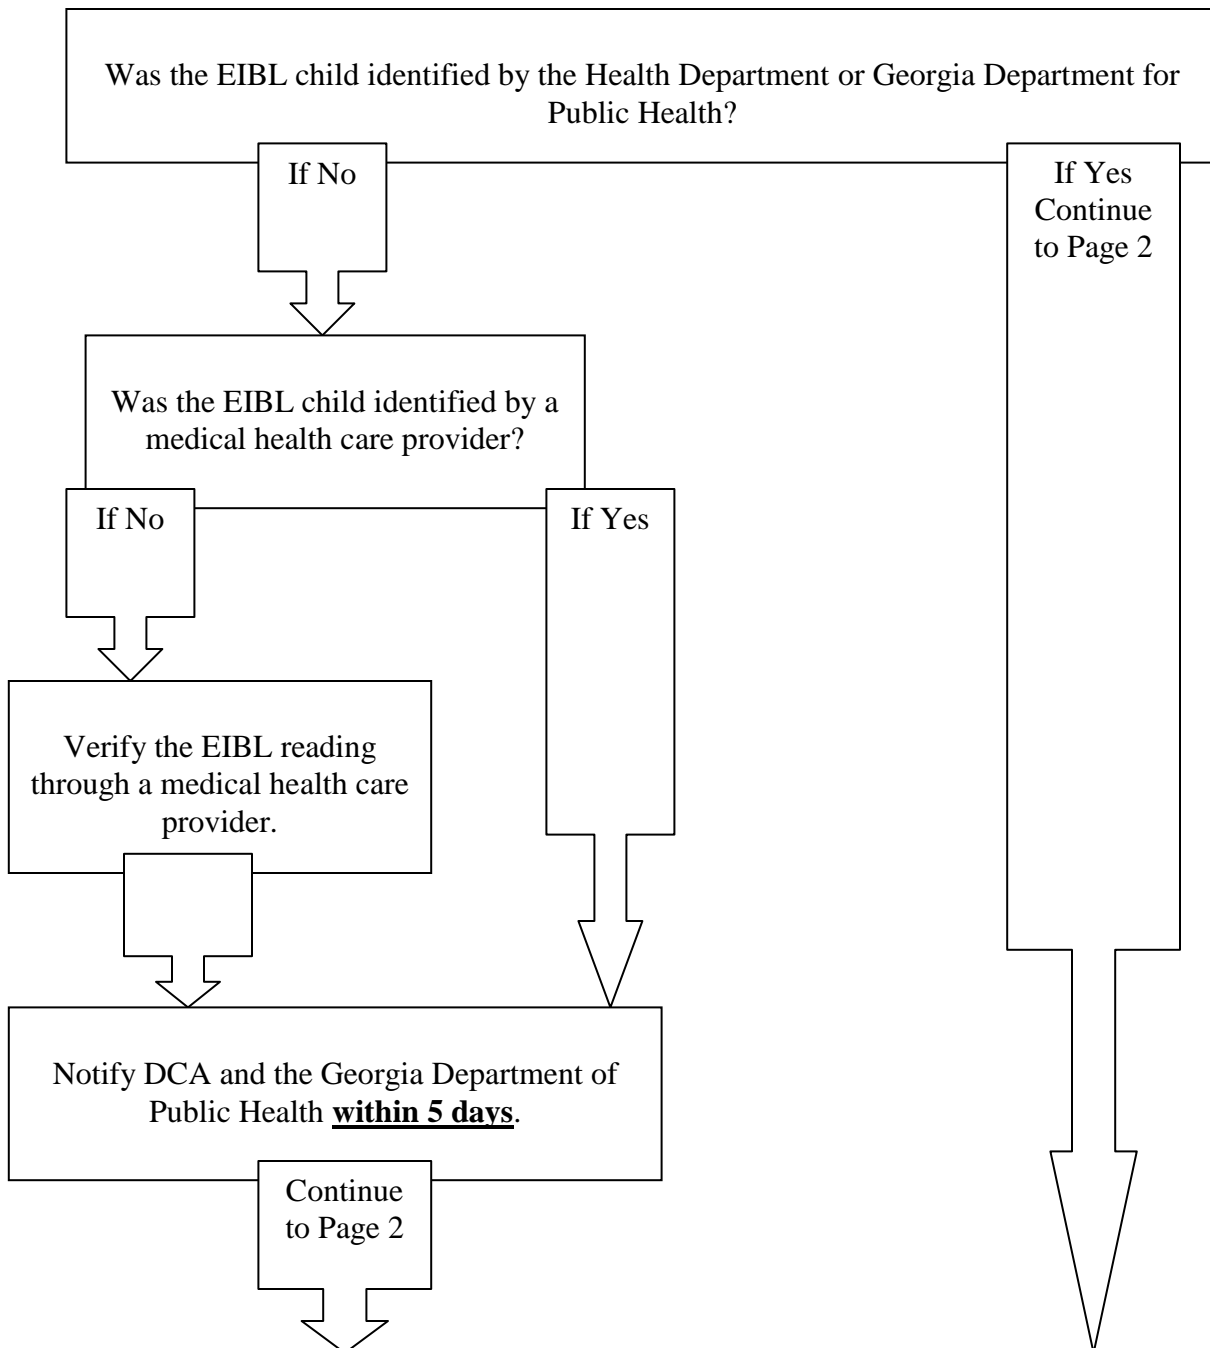 Was the EIBL child identified by the Health Department or Georgia Department for
Public Health?
If No
If Yes
Continue
to Page 2
Was the EIBL child identified by a
medical health care provider?
If No
If Yes
Verify the EIBL reading
through a medical health care
provider.
Notify DCA and the Georgia Department of
Public Health within 5 days.
Continue
to Page 2